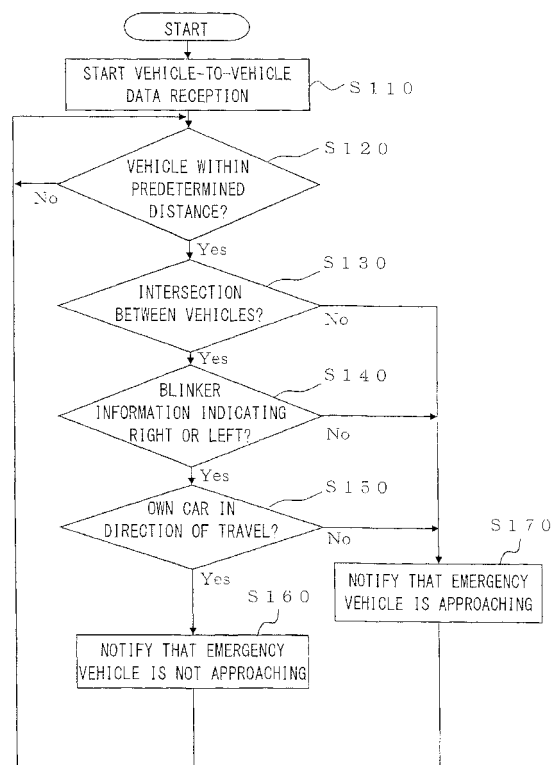 START
START VEHICLE-TO-VEHICLE
DATA RECEPTION
S110
S120
VEHICLE WITHIN
PREDETERMINED
DISTANCE?
No
Yes
S130
INTERSECTION
BETWEEN VEHICLES?
No
Yes
S140
BLINKER
INFORMATION INDICATING
RIGHT OR LEFT?
No
Yes
S150
OWN CAR IN
DIRECTION OF TRAVEL?
No
Yes
S170
NOTIFY THAT EMERGENCY
VEHICLE IS APPROACHING
S160
NOTIFY THAT EMERGENCY
VEHICLE IS NOT APPROACHING